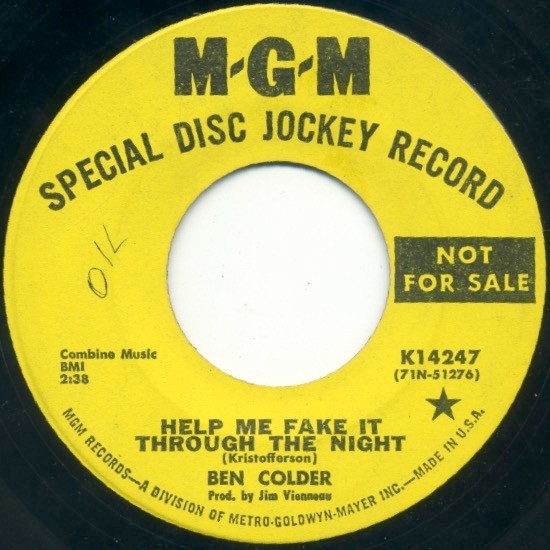 M-G-M
SPECIAL DISC JOCKEY RECORD
OK
NOT
FOR SALE
Combine Music
BMI
2:38
K14247
(71N-51276)
HELP ME FAKE IT
THROUGH THE NIGHT
(Kristofferson)
BEN COLDER
Prod. by Jim Vienneau
MGM RECORDS—A DIVISION OF METRO-GOLDWYN-MAYER INC.—MADE IN U.S.A.